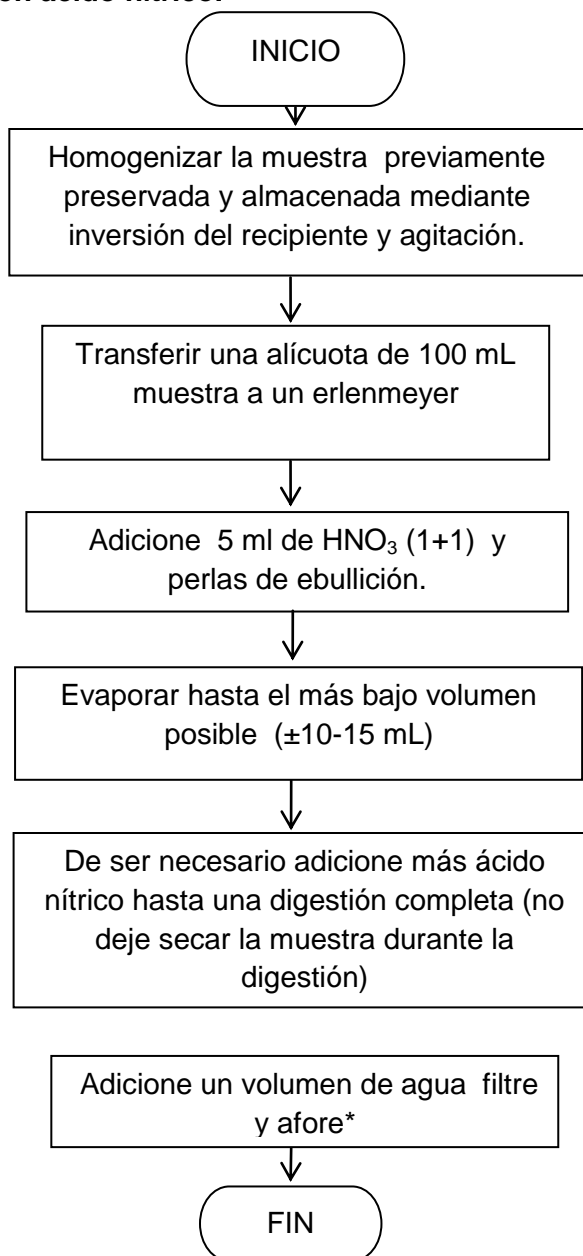 ón ácido nítrico.
INICIO
Homogenizar la muestra previamente
preservada y almacenada mediante
inversión del recipiente y agitación.
Transferir una alícuota de 100 mL
muestra a un erlenmeyer
Adicione 5 ml de HNO₃ (1+1) y
perlas de ebullición.
Evaporar hasta el más bajo volumen
posible (±10-15 mL)
De ser necesario adicione más ácido
nítrico hasta una digestión completa (no
deje secar la muestra durante la
digestión)
Adicione un volumen de agua filtre
y afore*
FIN